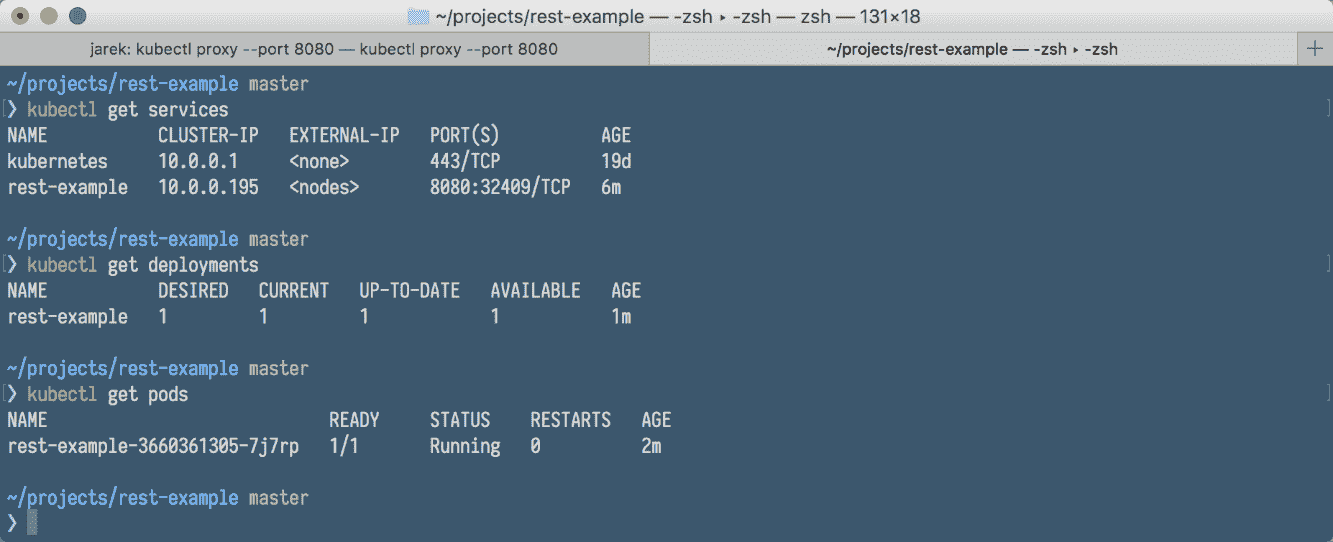 ~/projects/rest-example — -zsh ▸ -zsh — zsh — 131×18
jarek: kubectl proxy --port 8080 — kubectl proxy --port 8080
~/projects/rest-example — -zsh ▸ -zsh
~/projects/rest-example master
❯ kubectl get services
NAME           CLUSTER-IP   EXTERNAL-IP   PORT(S)          AGE
kubernetes     10.0.0.1     <none>        443/TCP          19d
rest-example   10.0.0.195   <nodes>       8080:32409/TCP   6m
~/projects/rest-example master
❯ kubectl get deployments
NAME           DESIRED   CURRENT   UP-TO-DATE   AVAILABLE   AGE
rest-example   1         1         1            1           1m
~/projects/rest-example master
❯ kubectl get pods
NAME                            READY     STATUS    RESTARTS   AGE
rest-example-3660361305-7j7rp   1/1       Running   0          2m
~/projects/rest-example master
❯